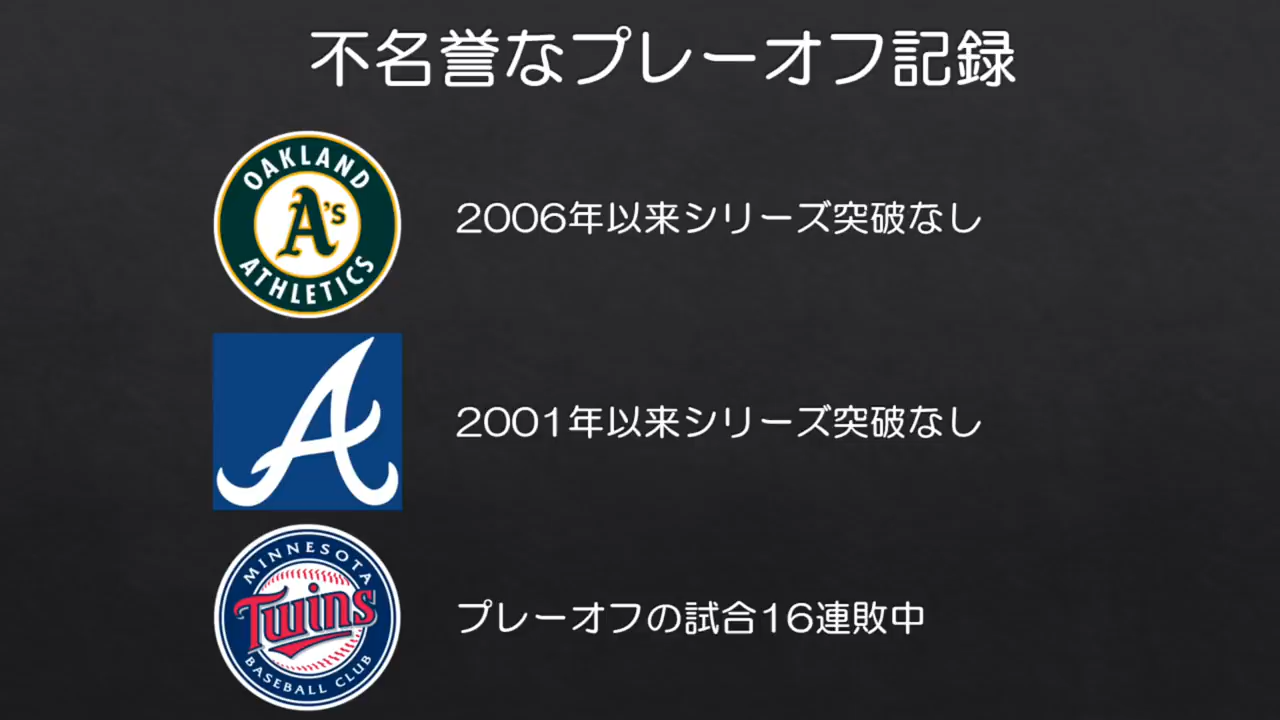 不名誉なプレーオフ記録
OAKLAND
A's
ATHLETICS
2006年以来シリーズ突破なし
A
2001年以来シリーズ突破なし
MINNESOTA
Twins
BASEBALL CLUB
プレーオフの試合16連敗中